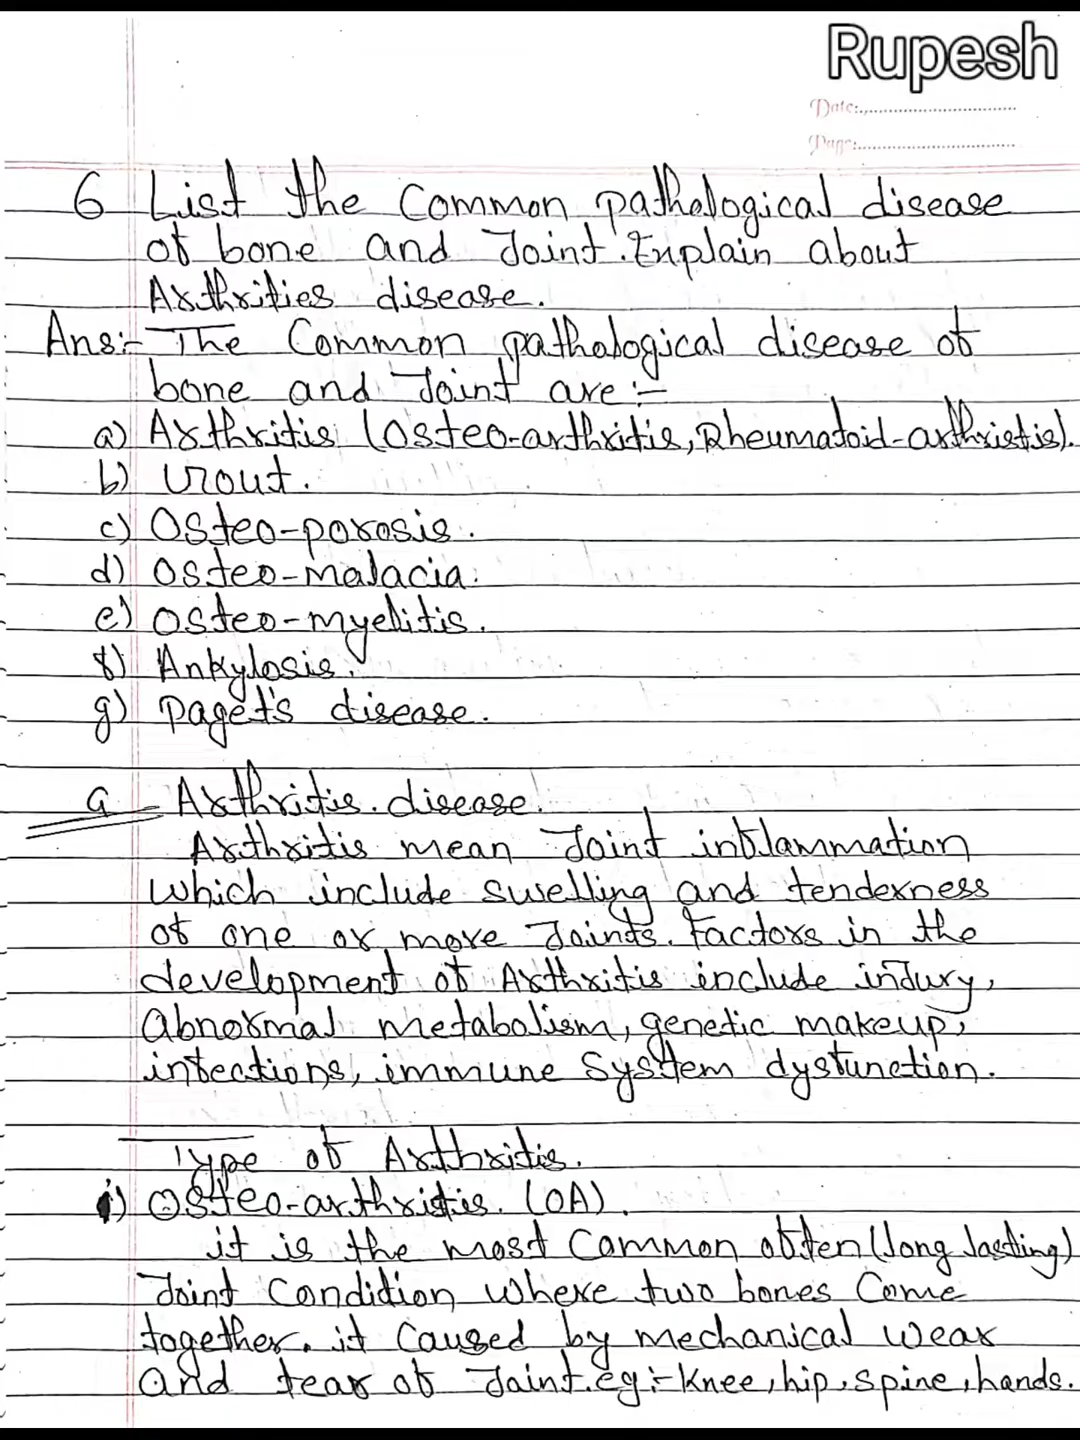 Rupesh
Date:
Page:
6 List the Common pathological disease
of bone and Joint. Explain about
Arthrities disease.
Ans:- The Common pathological disease of
bone and Joint are :-
a) Arthritis (Osteo-arthritis, Rheumatoid-arthristis).
b) Gout.
c) Osteo-porosis.
d) Osteo-malacia.
e) Osteo-myelitis.
f) Ankylosis.
g) Paget's disease.
a Arthritis disease.
Arthritis mean Joint inflammation
which include swelling and tenderness
of one or more Joints. Factors in the
development of Arthritis include injury,
Abnormal metabolism, genetic makeup,
infections, immune system dysfunction.
Type of Arthritis.
i) Osteo-arthristis. (OA).
it is the most Common often (long lasting)
Joint Condition where two bones Come
together. it Caused by mechanical wear
and tear of Joint. eg:- Knee, hip, spine, hands.